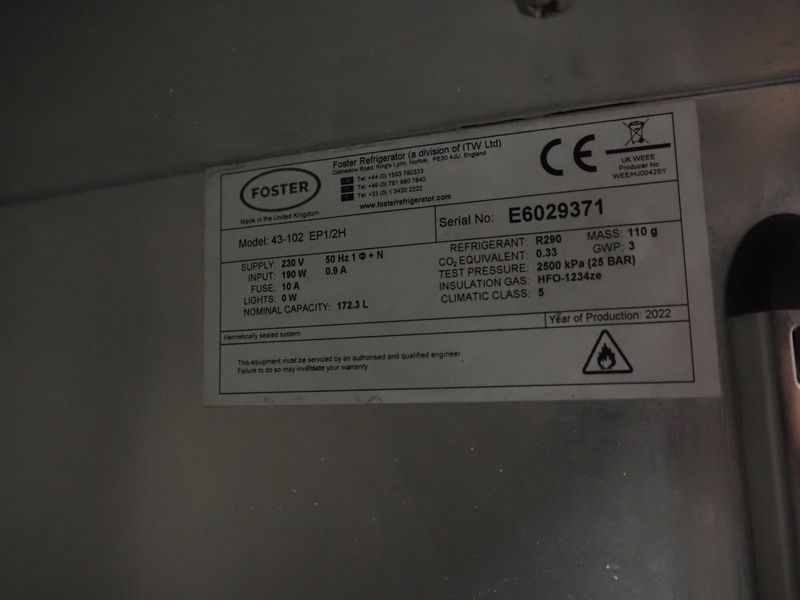 FOSTER
Made in the United Kingdom
Foster Refrigerator (a division of ITW Ltd)
Oldmedow Road, King's Lynn, Norfolk, PE30 4JU, England
Tel: +44 (0) 1553 780333
Tel: +49 (0) 781 990 7840
Tel: +33 (0) 1 3430 2222
www.fosterrefrigerator.com
CE
UK WEEE
Producer No
WEE/HJ0042SY
Model: 43-102 EP1/2H
Serial No: E6029371
SUPPLY: 230 V 50 Hz 1 Φ + N
INPUT: 190 W 0.9 A
FUSE: 10 A
LIGHTS: 0 W
NOMINAL CAPACITY: 172.3 L
REFRIGERANT: R290 MASS: 110 g
CO2 EQUIVALENT: 0.33 GWP: 3
TEST PRESSURE: 2500 kPa (25 BAR)
INSULATION GAS: HFO-1234ze
CLIMATIC CLASS: 5
Hermetically sealed system.
Year of Production: 2022
This equipment must be serviced by an authorised and qualified engineer
Failure to do so may invalidate your warranty